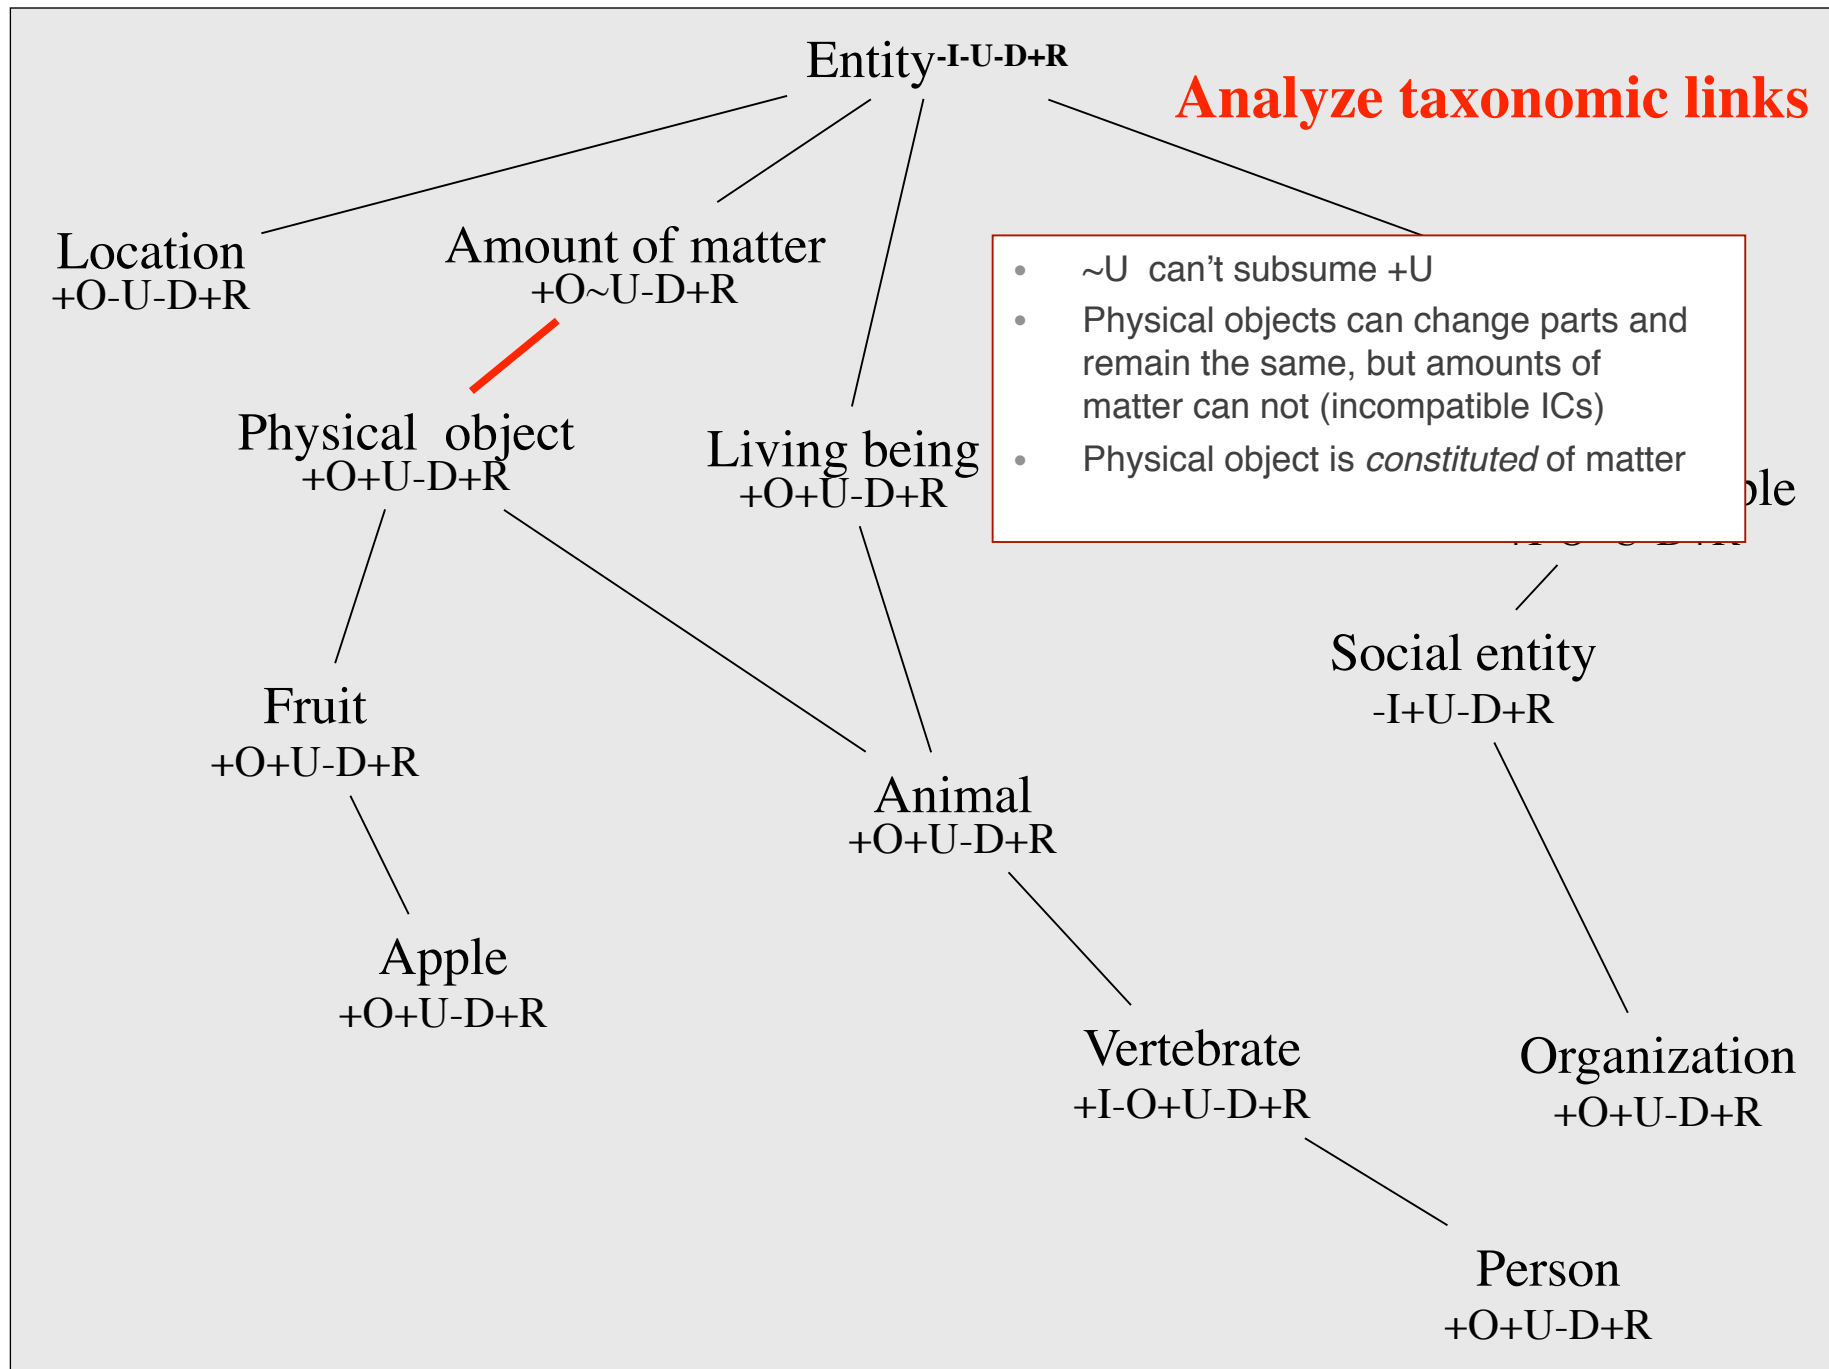 Entity-I-U-D+R
Analyze taxonomic links
Location
+O-U-D+R
Amount of matter
+O~U-D+R
• ~U can't subsume +U
• Physical objects can change parts and
remain the same, but amounts of
matter can not (incompatible ICs)
• Physical object is constituted of matter
Physical object
+O+U-D+R
Living being
+O+U-D+R
Social entity
-I+U-D+R
Fruit
+O+U-D+R
Animal
+O+U-D+R
Apple
+O+U-D+R
Vertebrate
+I-O+U-D+R
Organization
+O+U-D+R
Person
+O+U-D+R